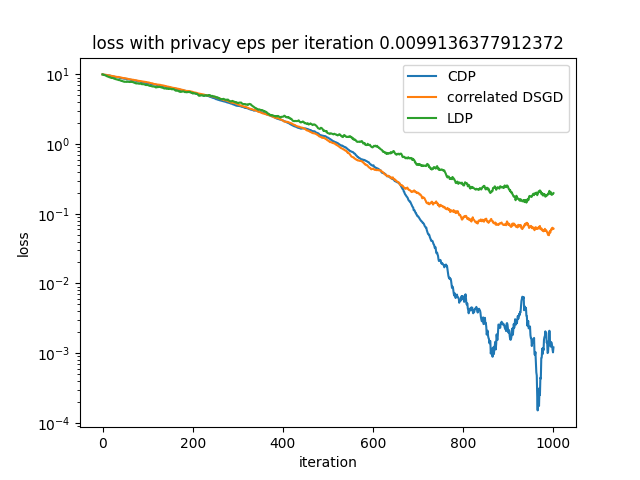 loss with privacy eps per iteration 0.0099136377912372
CDP
correlated DSGD
LDP
10¹
10⁰
10⁻¹
10⁻²
10⁻³
10⁻⁴
loss
0 200 400 600 800 1000
iteration